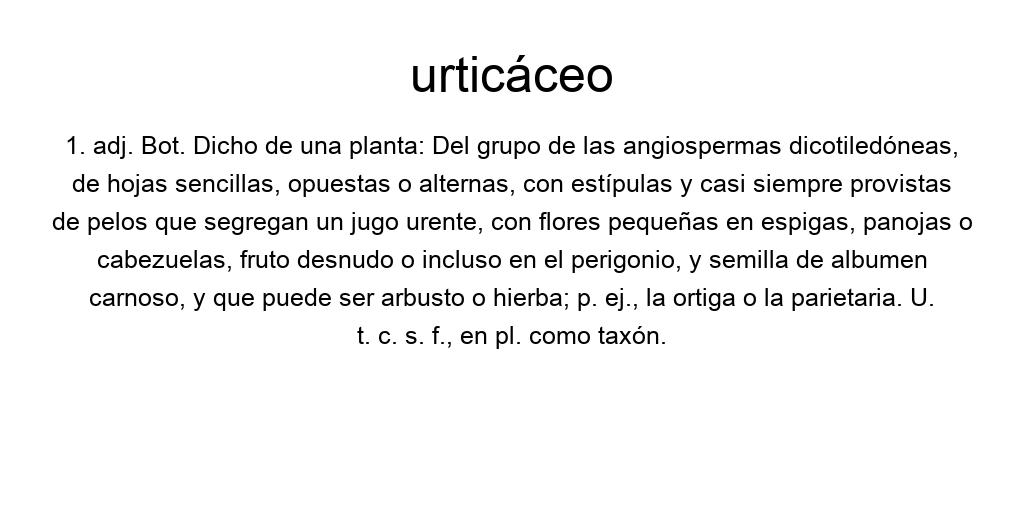 urticáceo
1. adj. Bot. Dicho de una planta: Del grupo de las angiospermas dicotiledóneas,
de hojas sencillas, opuestas o alternas, con estípulas y casi siempre provistas
de pelos que segregan un jugo urente, con flores pequeñas en espigas, panojas o
cabezuelas, fruto desnudo o incluso en el perigonio, y semilla de albumen
carnoso, y que puede ser arbusto o hierba; p. ej., la ortiga o la parietaria. U.
t. c. s. f., en pl. como taxón.